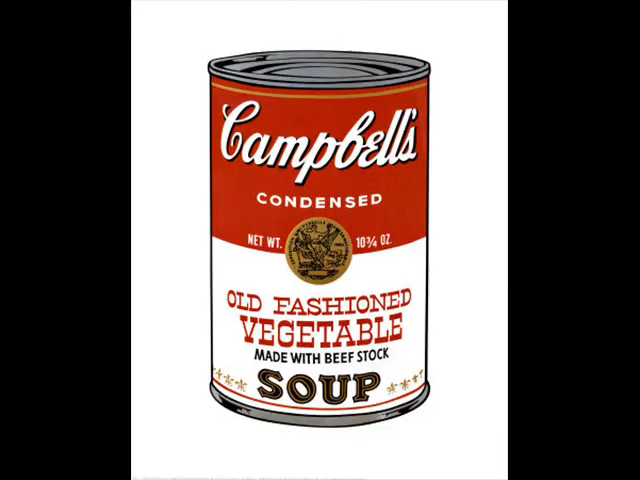 Campbell's
CONDENSED
NET WT. 10¾ OZ.
OLD FASHIONED
VEGETABLE
MADE WITH BEEF STOCK
SOUP